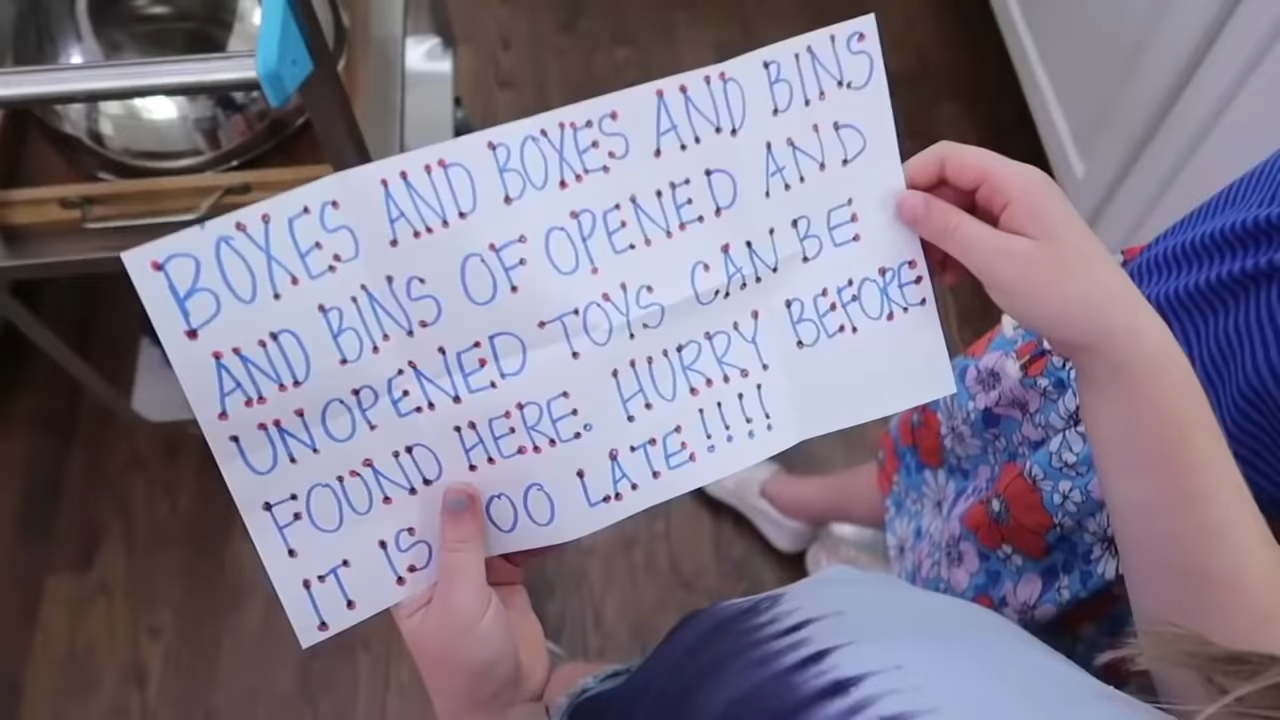 BOXES AND BOXES AND BINS
AND BINS OF OPENED AND
UNOPENED TOYS CAN BE
FOUND HERE. HURRY BEFORE
IT IS OO LATE!!!!